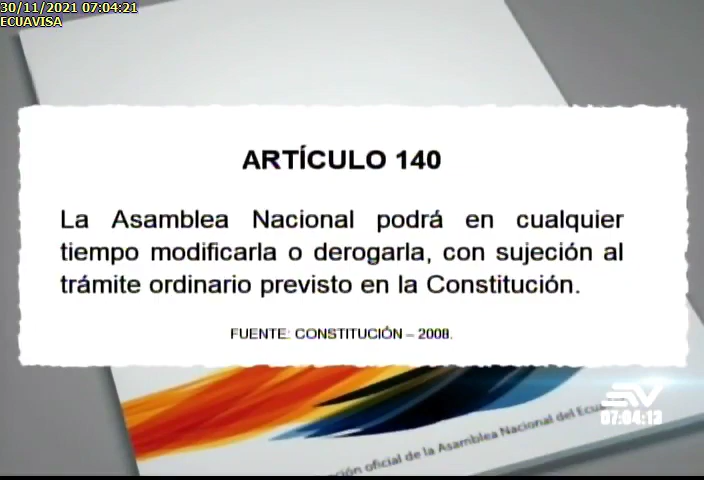 30/11/2021 07:04:21
ECUAVISA
ARTÍCULO 140
La Asamblea Nacional podrá en cualquier
tiempo modificarla o derogarla, con sujeción al
trámite ordinario previsto en la Constitución.
FUENTE: CONSTITUCIÓN – 2008.
07:04:13
ción oficial de la Asamblea Nacional del Ecua